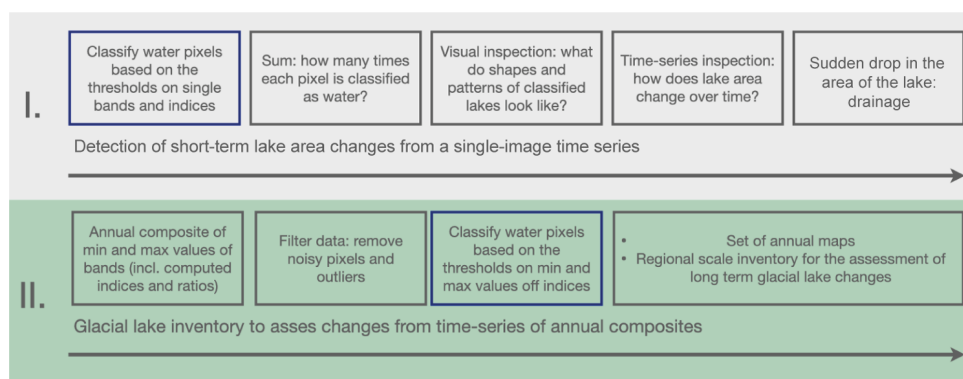 I.
Classify water pixels
based on the
thresholds on single
bands and indices
Sum: how many times
each pixel is classified
as water?
Visual inspection: what
do shapes and
patterns of classified
lakes look like?
Time-series inspection:
how does lake area
change over time?
Sudden drop in the
area of the lake:
drainage
Detection of short-term lake area changes from a single-image time series
II.
Annual composite of
min and max values of
bands (incl. computed
indices and ratios)
Filter data: remove
noisy pixels and
outliers
Classify water pixels
based on the
thresholds on min and
max values off indices
• Set of annual maps
• Regional scale inventory for the assessment of
long term glacial lake changes
Glacial lake inventory to asses changes from time-series of annual composites